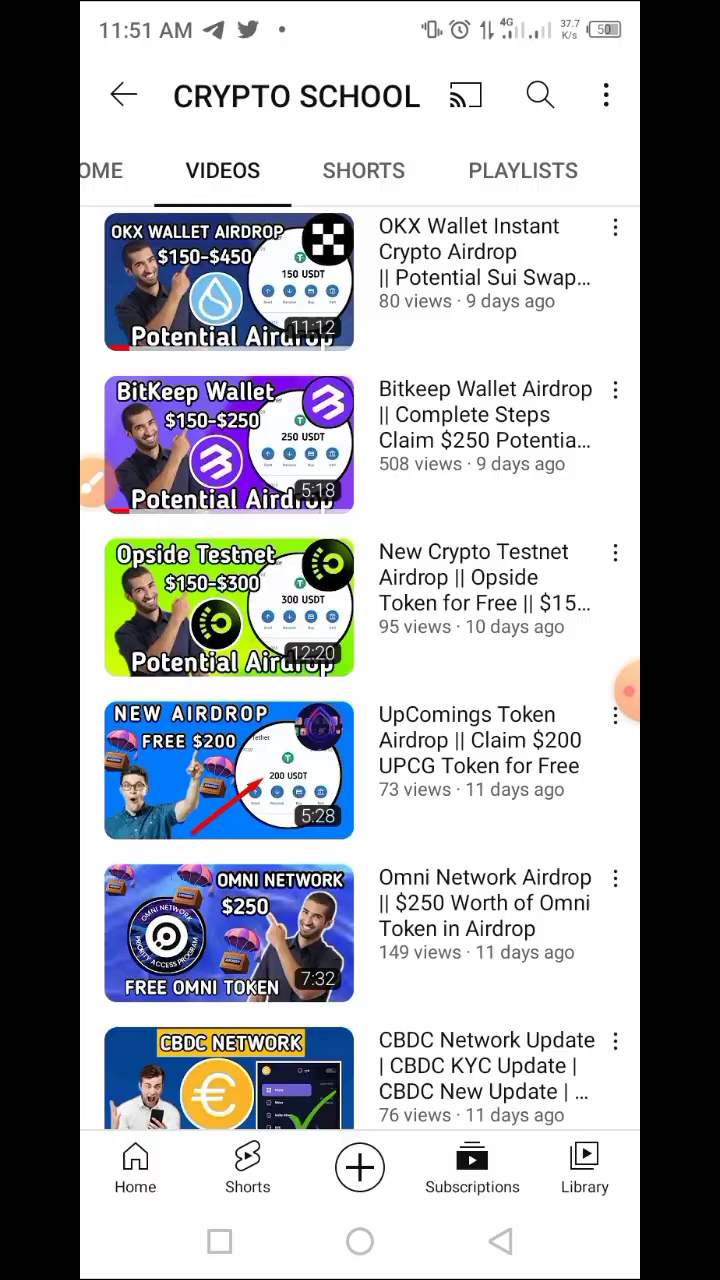 11:51 AM
4G
37.7
K/s
50
CRYPTO SCHOOL
OME
VIDEOS
SHORTS
PLAYLISTS
OKX WALLET AIRDROP
$150-$450
150 USDT
11:12
Potential Airdrop
OKX Wallet Instant
Crypto Airdrop
|| Potential Sui Swap...
80 views · 9 days ago
BitKeep Wallet
$150-$250
250 USDT
5:18
Potential Airdrop
Bitkeep Wallet Airdrop
|| Complete Steps
Claim $250 Potentia...
508 views · 9 days ago
Opside Testnet
$150-$300
300 USDT
12:20
Potential Airdrop
New Crypto Testnet
Airdrop || Opside
Token for Free || $15...
95 views · 10 days ago
NEW AIRDROP
FREE $200
200 USDT
5:28
UpComings Token
Airdrop || Claim $200
UPCG Token for Free
73 views · 11 days ago
OMNI NETWORK
$250
OMNI NETWORK
PRIORITY ACCESS PROGRAM
7:32
FREE OMNI TOKEN
Omni Network Airdrop
|| $250 Worth of Omni
Token in Airdrop
149 views · 11 days ago
CBDC NETWORK
CBDC Network Update
| CBDC KYC Update |
CBDC New Update | ...
76 views · 11 days ago
Home
Shorts
Subscriptions
Library